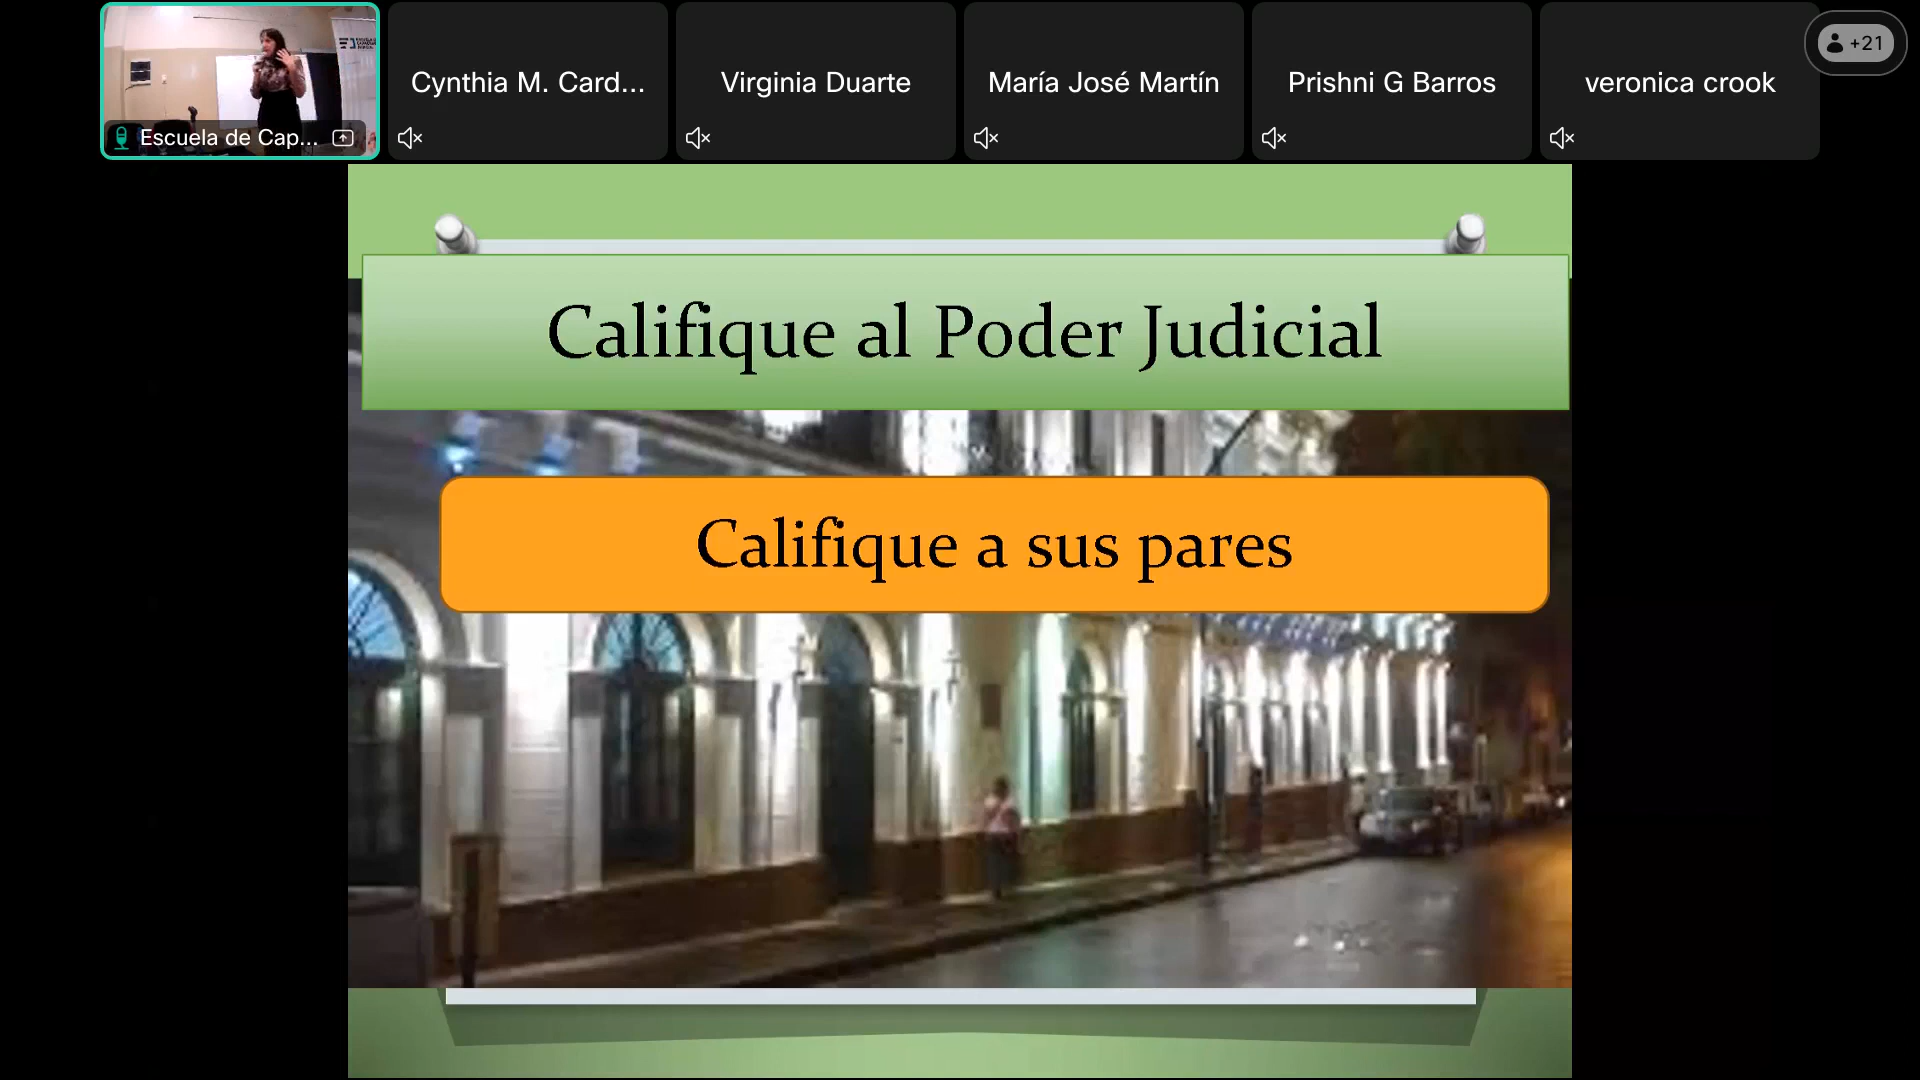 Escuela de Cap...
Cynthia M. Card...
Virginia Duarte
María José Martín
Prishni G Barros
veronica crook
+21
Califique al Poder Judicial
Califique a sus pares